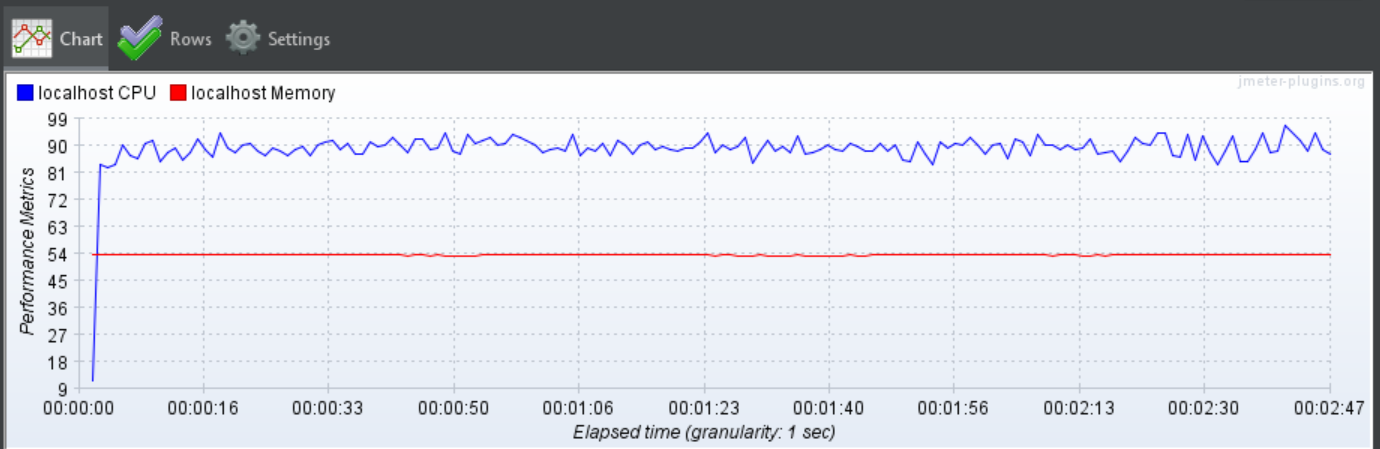 Chart Rows Settings
jmeter-plugins.org
localhost CPU localhost Memory
99
90
81
72
63
54
45
36
27
18
9
Performance Metrics
00:00:00 00:00:16 00:00:33 00:00:50 00:01:06 00:01:23 00:01:40 00:01:56 00:02:13 00:02:30 00:02:47
Elapsed time (granularity: 1 sec)